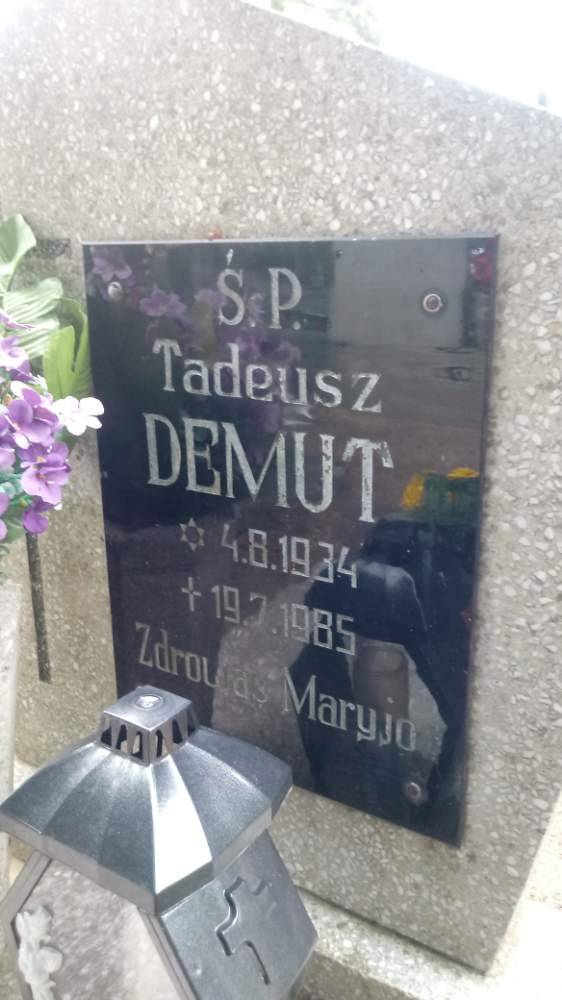 Ś. P.
Tadeusz
DEMUT
✡ 4.8.1934
✝ 19.7.1985
Zdrowaś Maryjo